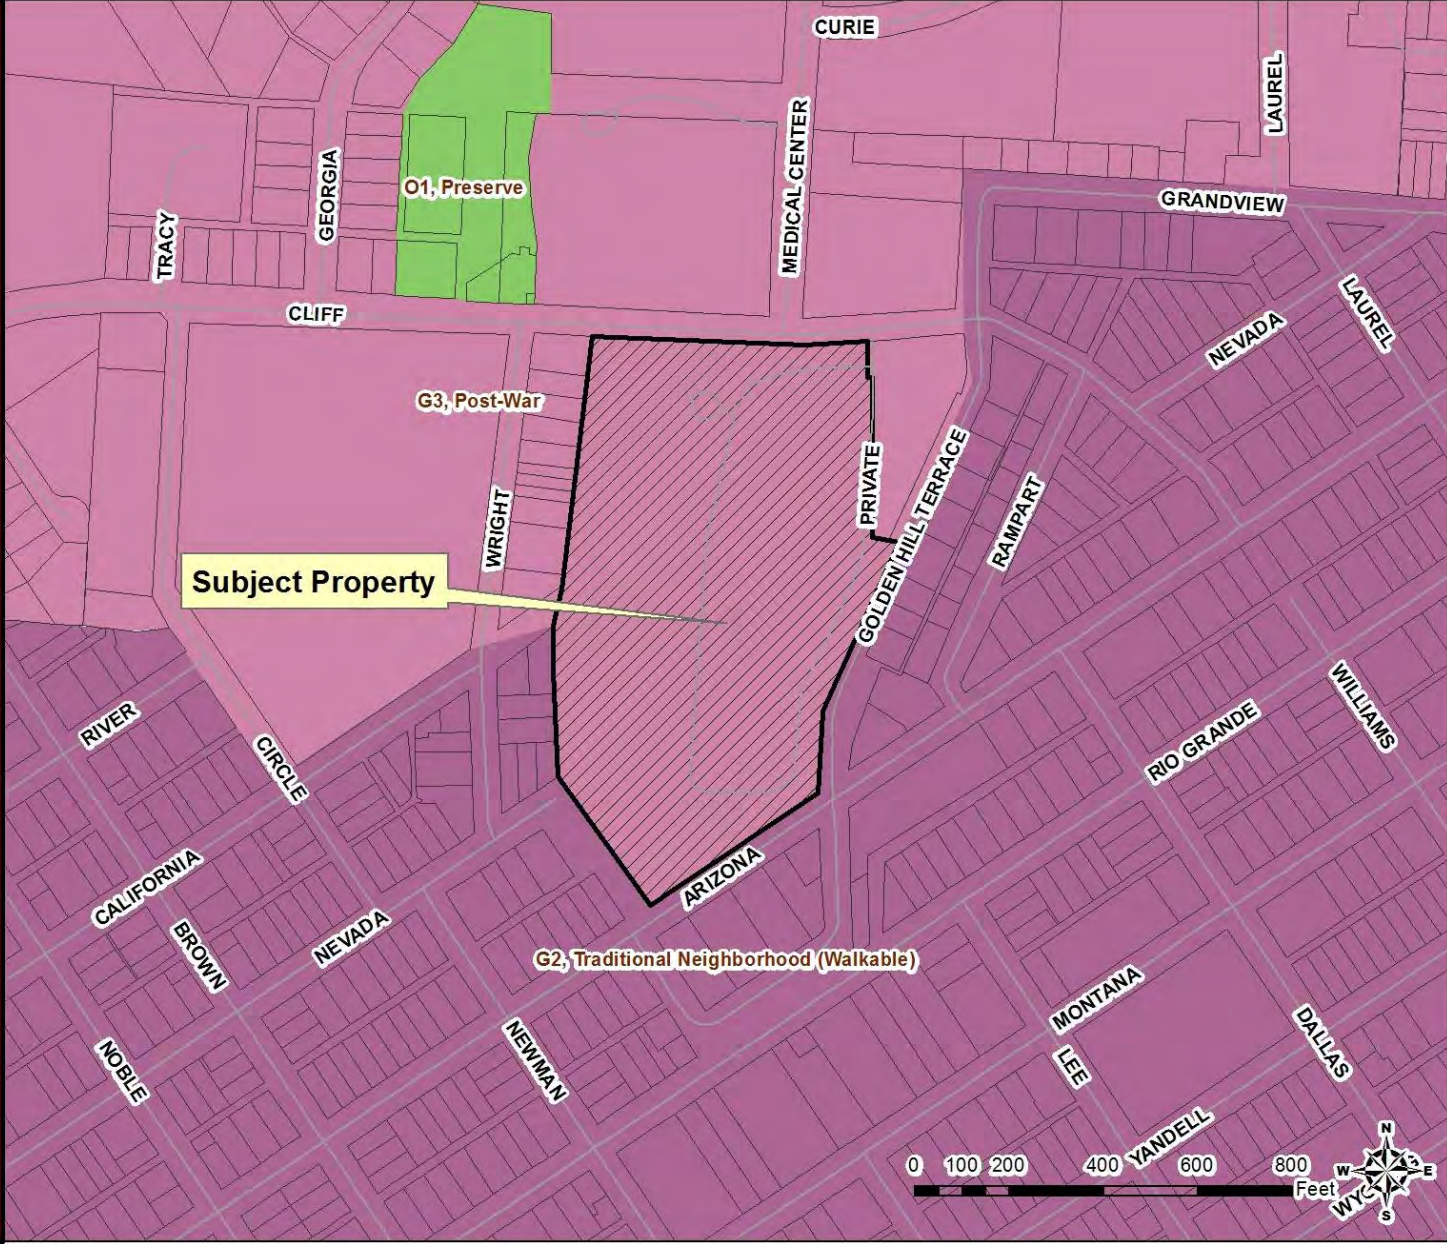 CURIE
LAUREL
MEDICAL CENTER
GEORGIA
O1, Preserve
GRANDVIEW
TRACY
CLIFF
LAUREL
NEVADA
G3, Post-War
PRIVATE
GOLDEN HILL TERRACE
RAMPART
WRIGHT
Subject Property
RIVER
CIRCLE
WILLIAMS
RIO GRANDE
CALIFORNIA
ARIZONA
BROWN
NEVADA
G2, Traditional Neighborhood (Walkable)
MONTANA
NOBLE
NEWMAN
LEE
DALLAS
YANDELL
0 100 200 400 600 800
Feet
N
W E
S